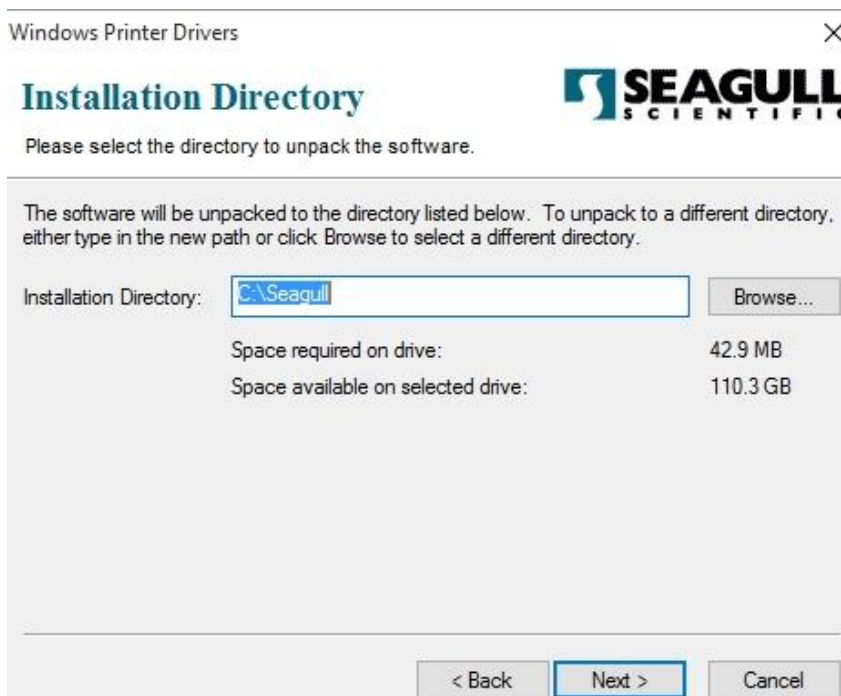 Windows Printer Drivers
Installation Directory
SEAGULL
SCIENTIFIC
Please select the directory to unpack the software.
The software will be unpacked to the directory listed below. To unpack to a different directory,
either type in the new path or click Browse to select a different directory.
Installation Directory: C:\Seagull Browse...
Space required on drive: 42.9 MB
Space available on selected drive: 110.3 GB
< Back Next > Cancel